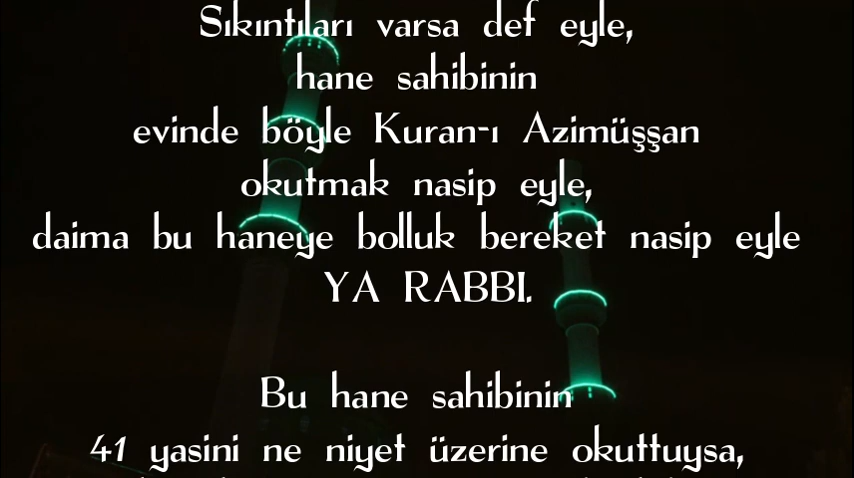 Sıkıntıları varsa def eyle,
hane sahibinin
evinde böyle Kuran-ı Azimüşşan
okutmak nasip eyle,
daima bu haneye bolluk bereket nasip eyle
YA RABBI.
Bu hane sahibinin
41 yasini ne niyet üzerine okuttuysa,